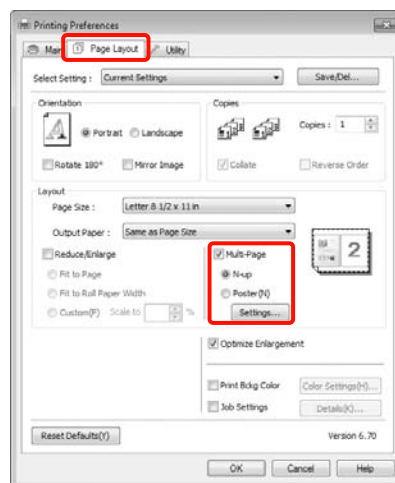 Printing Preferences
Main Page Layout Utility
Select Setting : Current Settings Save/Del...
Orientation Copies
A Portrait Landscape Copies : 1
Rotate 180° Mirror Image Collate Reverse Order
Layout
Page Size : Letter 8 1/2 x 11 in
Output Paper : Same as Page Size
Reduce/Enlarge Multi-Page 2
Fit to Page N-up
Fit to Roll Paper Width Poster(N)
Custom(P) Scale to % Settings...
Optimize Enlargement
Print Bckg Color Color Settings(H)...
Job Settings Details(K)...
Reset Defaults(Y) Version 6.70
OK Cancel Help